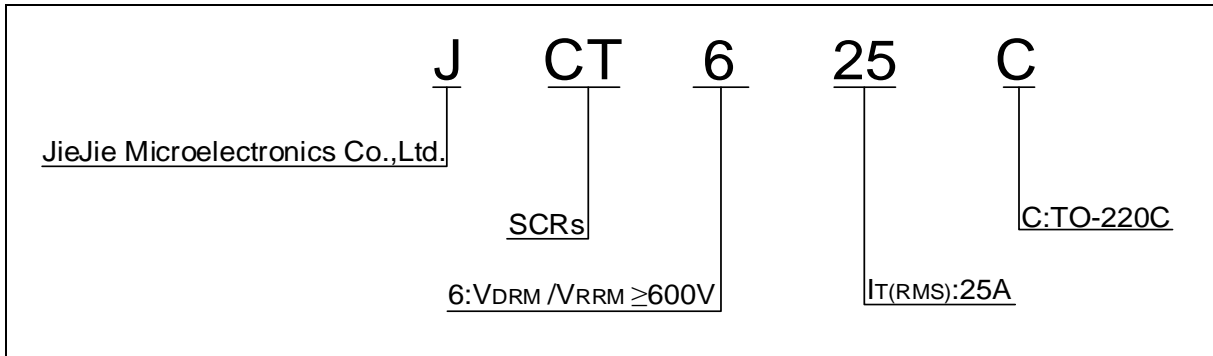 J CT 6 25 C
JieJie Microelectronics Co.,Ltd.
SCRs
C:TO-220C
6:VDRM /VRRM ≥600V
IT(RMS):25A